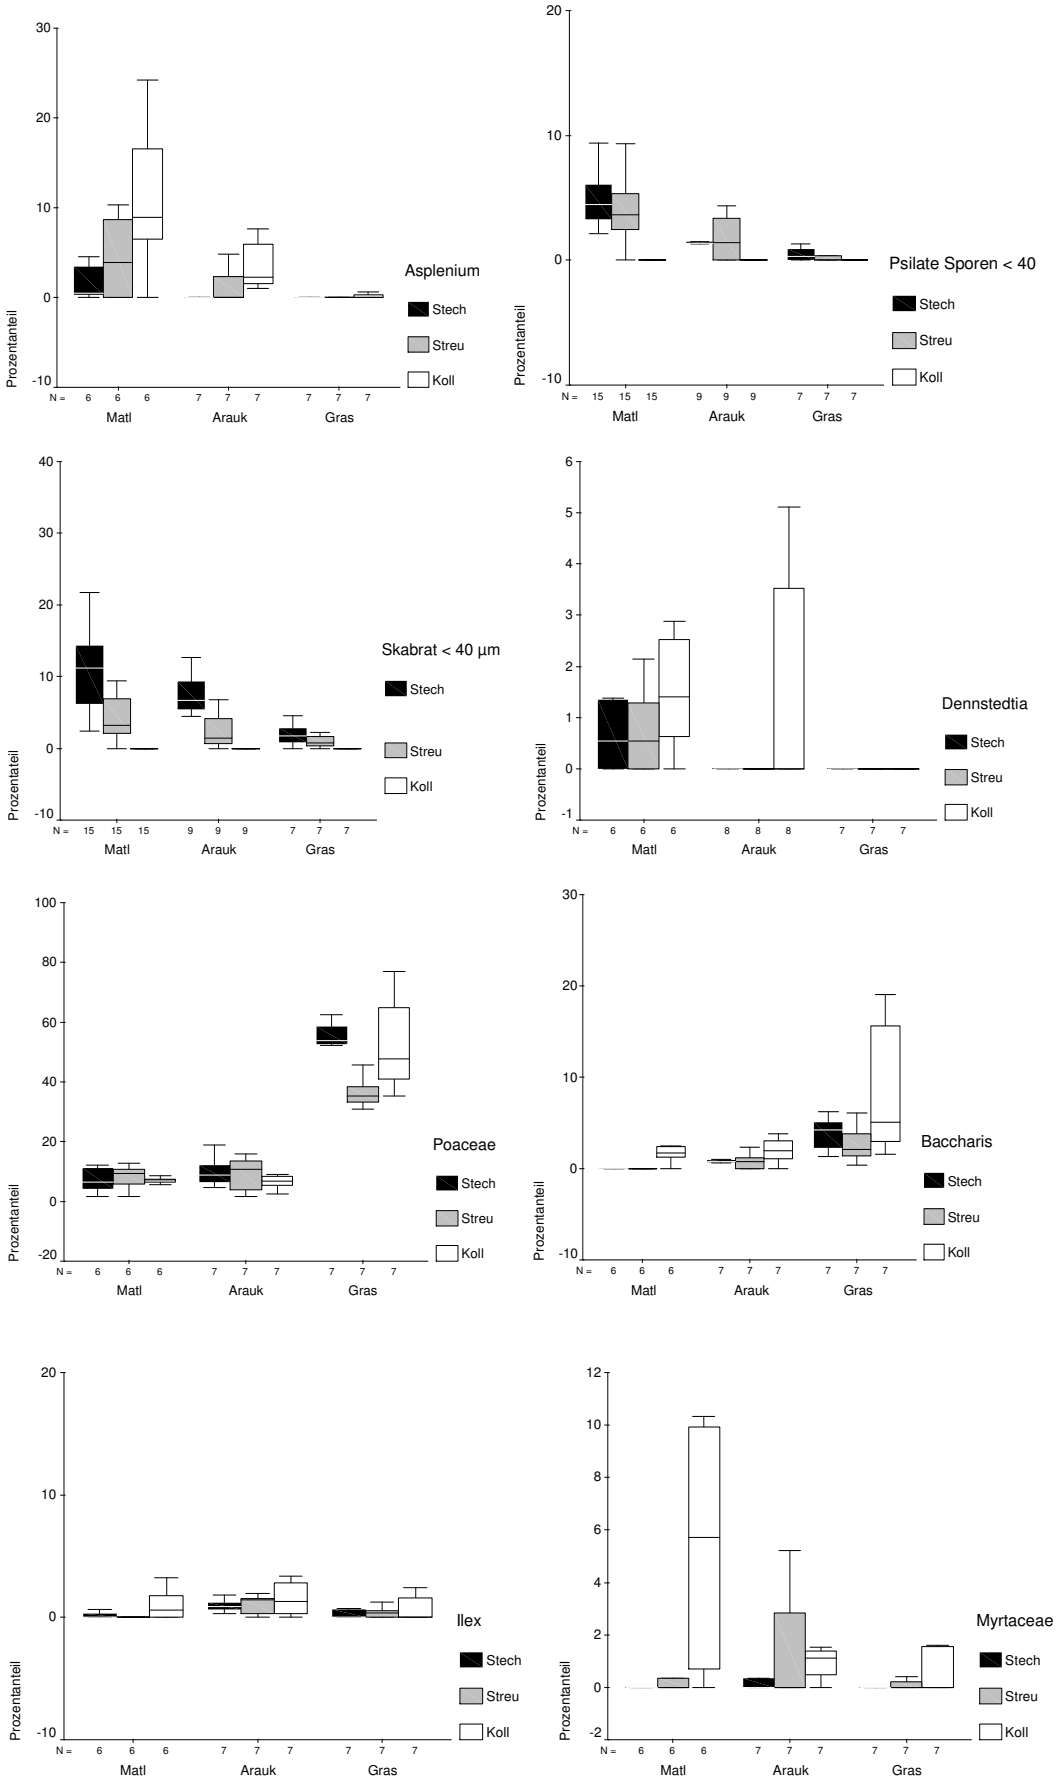 30
20
10
0
-10
Prozentanteil
N = 6 6 6 7 7 7 7 7 7
Matl Arauk Gras
Asplenium
Stech
Streu
Koll
20
10
0
-10
Prozentanteil
N = 15 15 15 9 9 9 7 7 7
Matl Arauk Gras
Psilate Sporen < 40
Stech
Streu
Koll
40
30
20
10
0
-10
Prozentateil
N = 15 15 15 9 9 9 7 7 7
Matl Arauk Gras
Skabrat < 40 µm
Stech
Streu
Koll
6
5
4
3
2
1
0
-1
Prozentanteil
N = 6 6 6 8 8 8 7 7 7
Matl Arauk Gras
Dennstedtia
Stech
Streu
Koll
100
80
60
40
20
0
-20
Prozentanteil
N = 6 6 6 7 7 7 7 7 7
Matl Arauk Gras
Poaceae
Stech
Streu
Koll
30
20
10
0
-10
Prozentanteil
N = 6 6 6 7 7 7 7 7 7
Matl Arauk Gras
Baccharis
Stech
Streu
Koll
20
10
0
-10
Prozentanteil
N = 6 6 6 7 7 7 7 7 7
Matl Arauk Gras
Ilex
Stech
Streu
Koll
12
10
8
6
4
2
0
-2
Prozentanteil
N = 6 6 6 7 7 7 7 7 7
Matl Arauk Gras
Myrtaceae
Stech
Streu
Koll